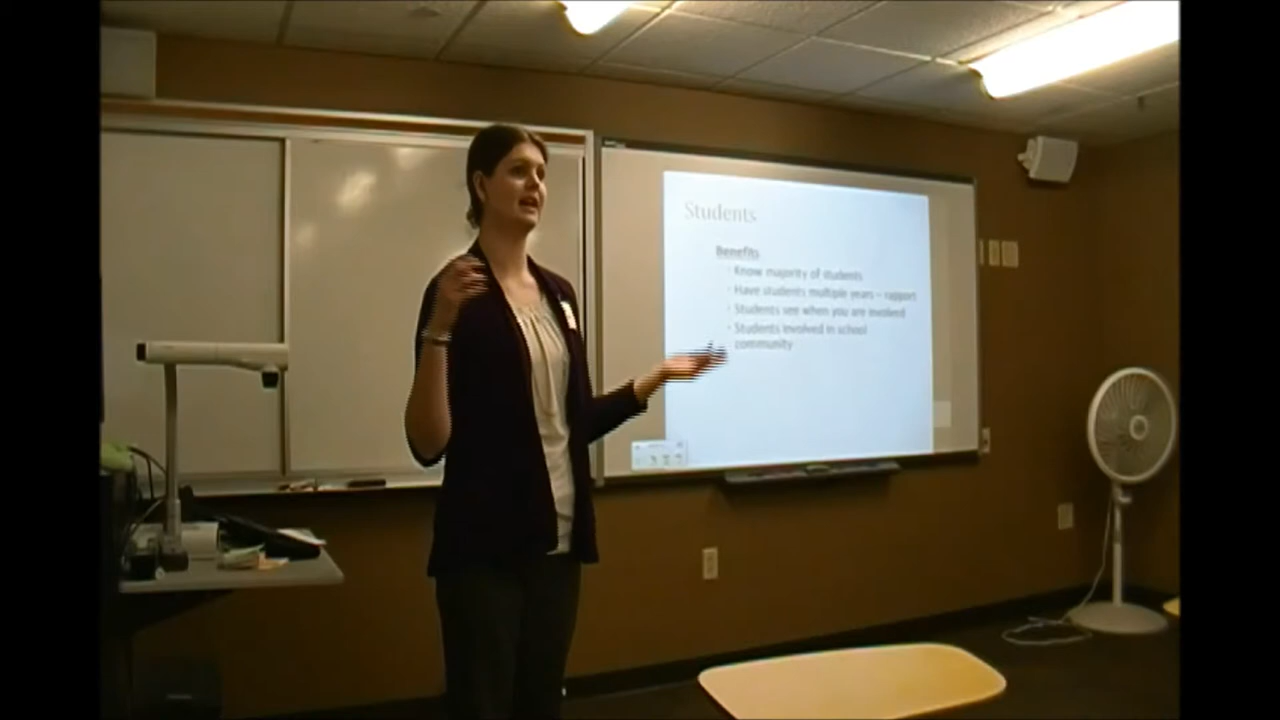 Students
Benefits
Know majority of students
Have students multiple years – rapport
Students see when you are involved
Students involved in school
community